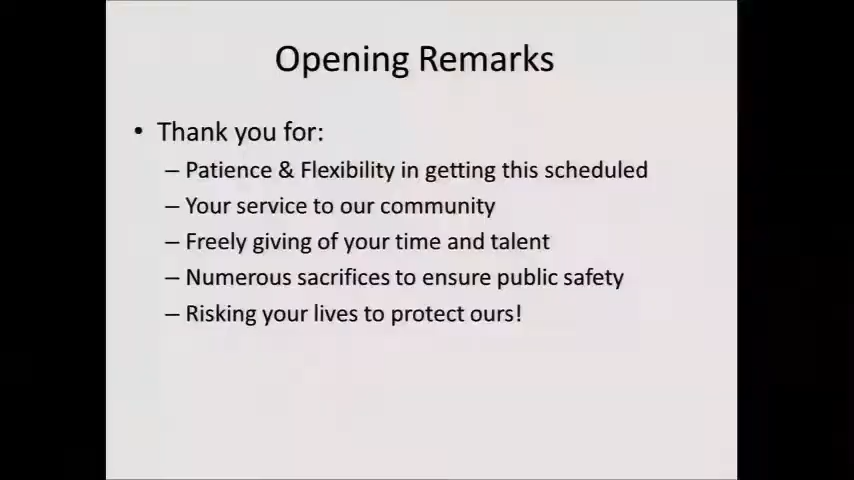 Opening Remarks
• Thank you for:
– Patience & Flexibility in getting this scheduled
– Your service to our community
– Freely giving of your time and talent
– Numerous sacrifices to ensure public safety
– Risking your lives to protect ours!